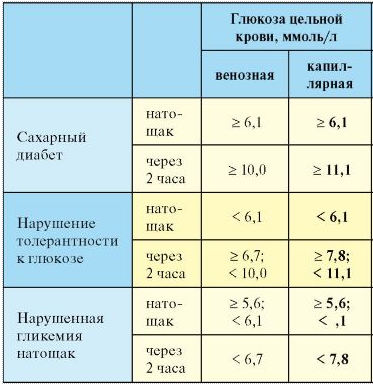 Глюкоза цельной
крови, ммоль/л
венозная
капил-
лярная
Сахарный
диабет
нато-
щак
≥ 6,1
≥ 6,1
через
2 часа
≥ 10,0
≥ 11,1
Нарушение
толерантности
к глюкозе
нато-
щак
< 6,1
< 6,1
через
2 часа
≥ 6,7;
< 10,0
≥ 7,8;
< 11,1
Нарушенная
гликемия
натощак
нато-
щак
≥ 5,6;
< 6,1
≥ 5,6;
< ,1
через
2 часа
< 6,7
< 7,8